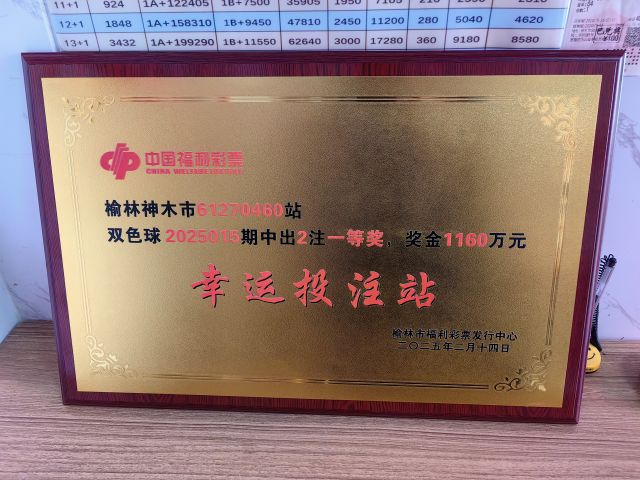 11+1 924 1A+122405 1B+7500 35905 1950 7350
12+1 1848 1A+158310 1B+9450 47810 2450 11200 280 5040 4620
13+1 3432 1A+199290 1B+11550 62640 3000 17280 360 9180 8580
中国福利彩票
CHINA WELFARE LOTTERY
榆林神木市61270460站
双色球 2025015期中出2注一等奖，奖金1160万元
幸运投注站
榆林市福利彩票发行中心
二〇二五年二月十四日